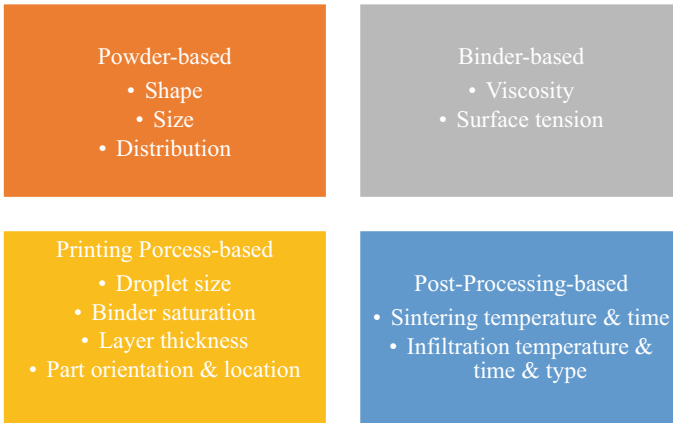 Powder-based
• Shape
• Size
• Distribution
Binder-based
• Viscosity
• Surface tension
Printing Porcess-based
• Droplet size
• Binder saturation
• Layer thickness
• Part orientation & location
Post-Processing-based
• Sintering temperature & time
• Infiltration temperature &
time & type